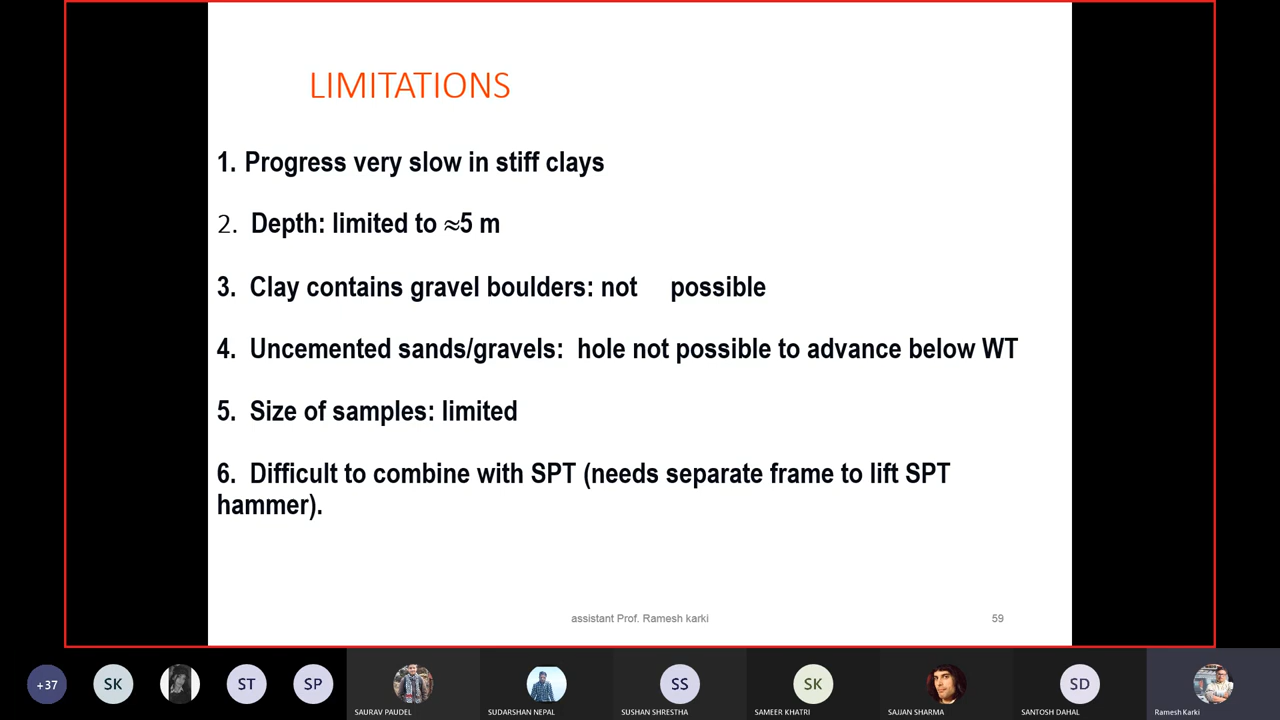 LIMITATIONS
1. Progress very slow in stiff clays
2. Depth: limited to ≈5 m
3. Clay contains gravel boulders: not possible
4. Uncemented sands/gravels: hole not possible to advance below WT
5. Size of samples: limited
6. Difficult to combine with SPT (needs separate frame to lift SPT
hammer).
assistant Prof. Ramesh karki 59
+37 SK ST SP SS SK SD
SAURAV PAUDEL SUDARSHAN NEPAL SUSHAN SHRESTHA SAMEER KHATRI SAJJAN SHARMA SANTOSH DAHAL Ramesh Karki